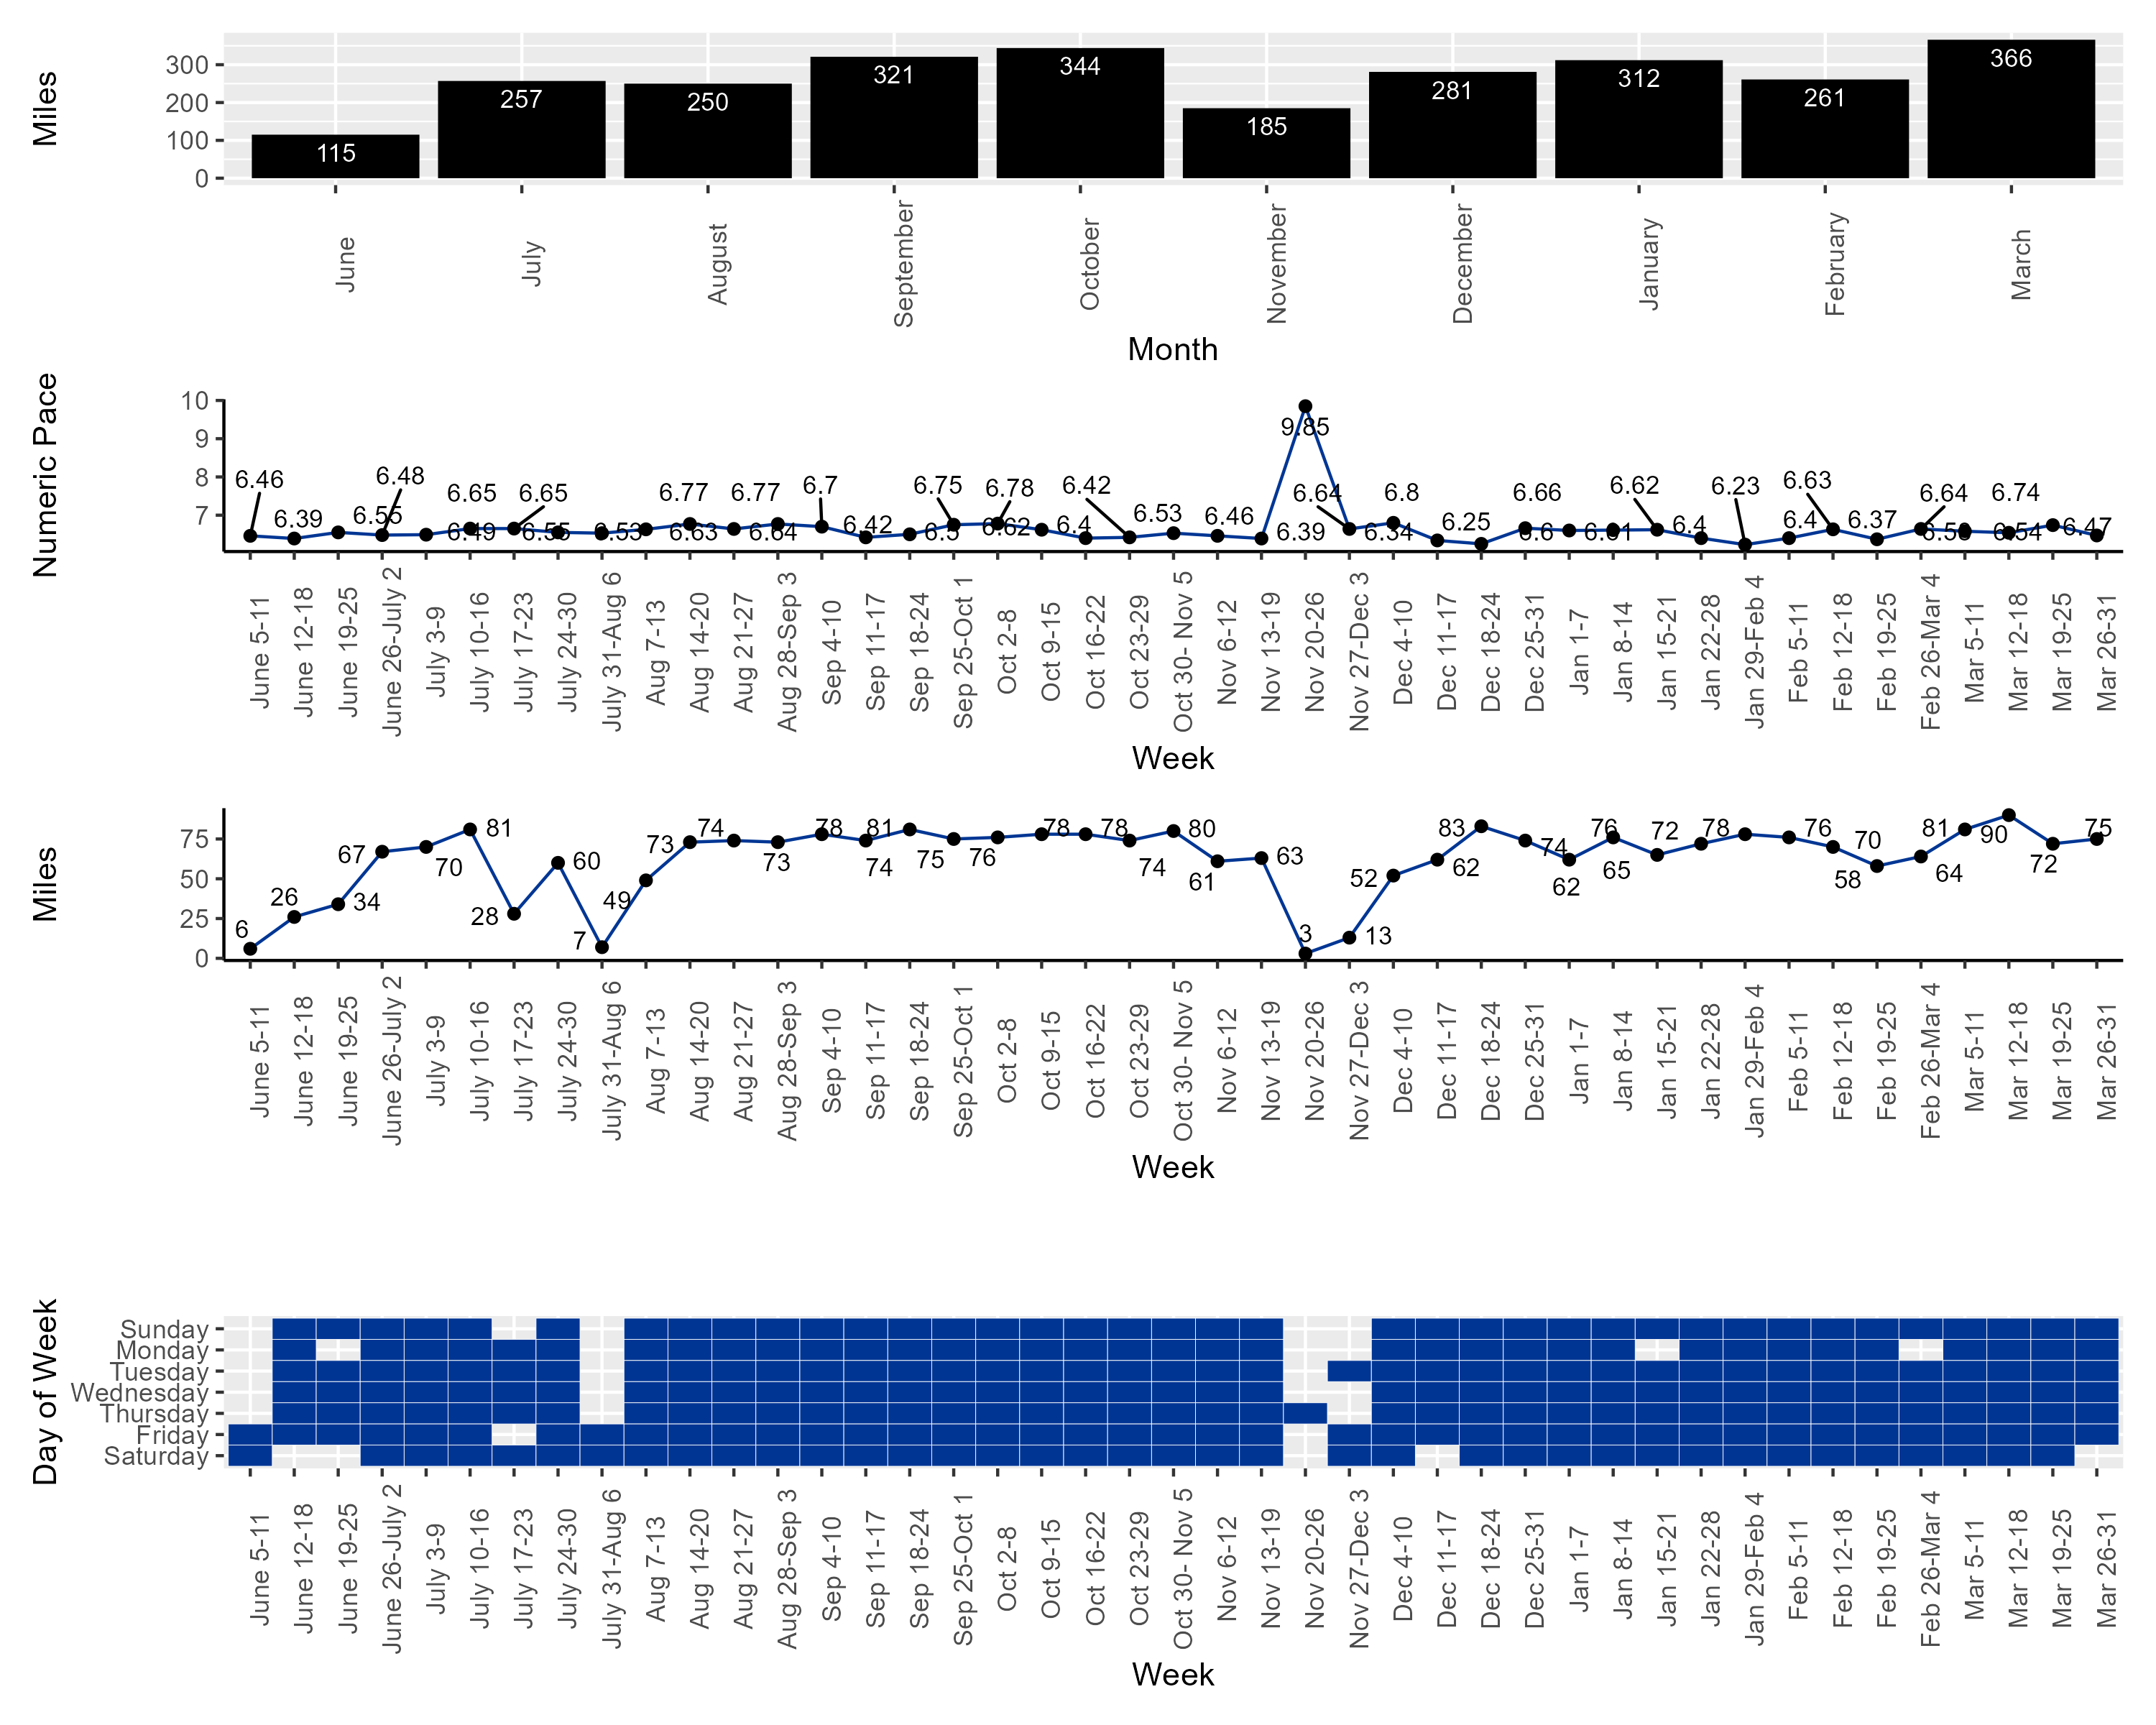 Miles
300
200
100
0
115
257
250
321
344
185
281
312
261
366
June
July
August
September
October
November
December
January
February
March
Month
Numeric Pace
10
9
8
7
6.46
6.39
6.55
6.48
6.49
6.65
6.65
6.55
6.53
6.63
6.77
6.64
6.77
6.7
6.42
6.5
6.75
6.78
6.62
6.4
6.42
6.53
6.46
6.39
9.85
6.64
6.8
6.34
6.25
6.66
6.6
6.61
6.62
6.4
6.23
6.4
6.63
6.37
6.64
6.54
6.74
6.47
June 5-11
June 12-18
June 19-25
June 26-July 2
July 3-9
July 10-16
July 17-23
July 24-30
July 31-Aug 6
Aug 7-13
Aug 14-20
Aug 21-27
Aug 28-Sep 3
Sep 4-10
Sep 11-17
Sep 18-24
Sep 25-Oct 1
Oct 2-8
Oct 9-15
Oct 16-22
Oct 23-29
Oct 30- Nov 5
Nov 6-12
Nov 13-19
Nov 20-26
Nov 27-Dec 3
Dec 4-10
Dec 11-17
Dec 18-24
Dec 25-31
Jan 1-7
Jan 8-14
Jan 15-21
Jan 22-28
Jan 29-Feb 4
Feb 5-11
Feb 12-18
Feb 19-25
Feb 26-Mar 4
Mar 5-11
Mar 12-18
Mar 19-25
Mar 26-31
Week
Miles
75
50
25
0
6
26
34
67
70
81
28
60
7
49
73
74
73
78
74
81
75
76
78
78
74
80
61
63
3
13
52
62
83
74
62
76
65
72
78
76
70
58
64
81
90
72
75
June 5-11
June 12-18
June 19-25
June 26-July 2
July 3-9
July 10-16
July 17-23
July 24-30
July 31-Aug 6
Aug 7-13
Aug 14-20
Aug 21-27
Aug 28-Sep 3
Sep 4-10
Sep 11-17
Sep 18-24
Sep 25-Oct 1
Oct 2-8
Oct 9-15
Oct 16-22
Oct 23-29
Oct 30- Nov 5
Nov 6-12
Nov 13-19
Nov 20-26
Nov 27-Dec 3
Dec 4-10
Dec 11-17
Dec 18-24
Dec 25-31
Jan 1-7
Jan 8-14
Jan 15-21
Jan 22-28
Jan 29-Feb 4
Feb 5-11
Feb 12-18
Feb 19-25
Feb 26-Mar 4
Mar 5-11
Mar 12-18
Mar 19-25
Mar 26-31
Week
Day of Week
Sunday
Monday
Tuesday
Wednesday
Thursday
Friday
Saturday
June 5-11
June 12-18
June 19-25
June 26-July 2
July 3-9
July 10-16
July 17-23
July 24-30
July 31-Aug 6
Aug 7-13
Aug 14-20
Aug 21-27
Aug 28-Sep 3
Sep 4-10
Sep 11-17
Sep 18-24
Sep 25-Oct 1
Oct 2-8
Oct 9-15
Oct 16-22
Oct 23-29
Oct 30- Nov 5
Nov 6-12
Nov 13-19
Nov 20-26
Nov 27-Dec 3
Dec 4-10
Dec 11-17
Dec 18-24
Dec 25-31
Jan 1-7
Jan 8-14
Jan 15-21
Jan 22-28
Jan 29-Feb 4
Feb 5-11
Feb 12-18
Feb 19-25
Feb 26-Mar 4
Mar 5-11
Mar 12-18
Mar 19-25
Mar 26-31
Week